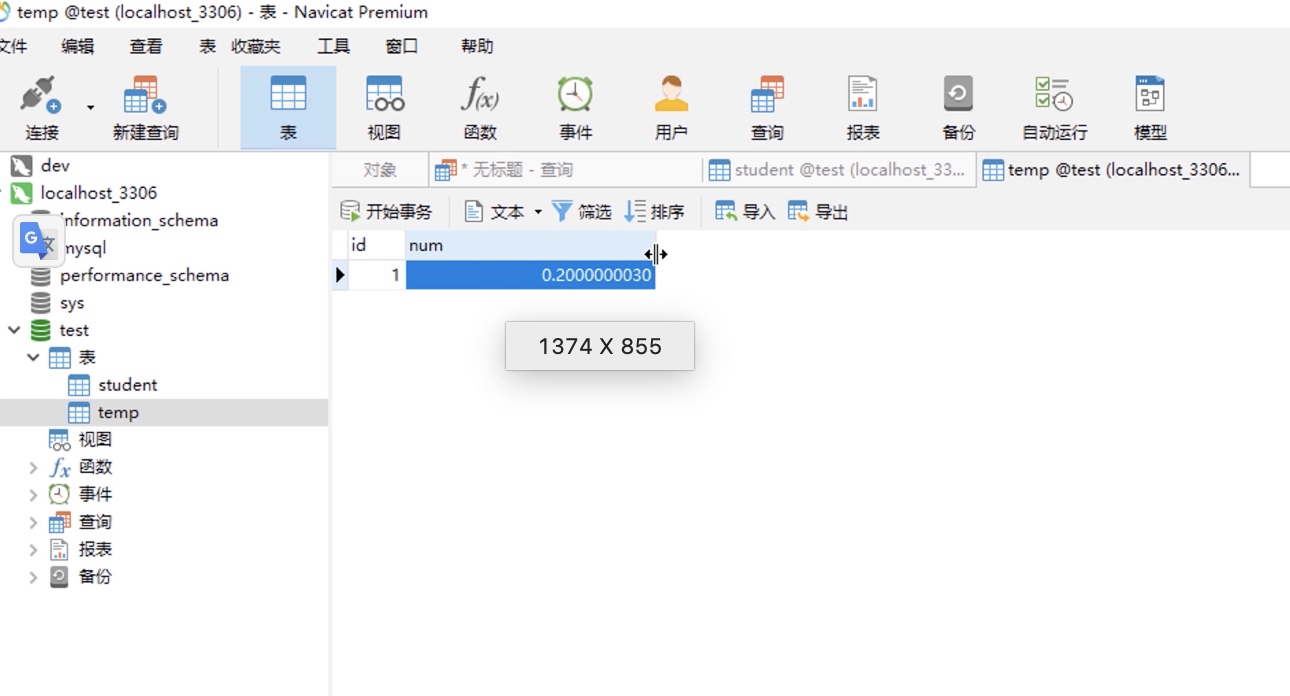 temp @test (localhost_3306) - 表 - Navicat Premium
文件 编辑 查看 表 收藏夹 工具 窗口 帮助
连接 新建查询 表 视图 函数 事件 用户 查询 报表 备份 自动运行 模型
dev
localhost_3306
information_schema
mysql
performance_schema
sys
test
表
student
temp
视图
函数
事件
查询
报表
备份
对象 * 无标题 - 查询 student @test (localhost_33... temp @test (localhost_3306...
开始事务 文本 筛选 排序 导入 导出
id num
1 0.2000000030
1374 X 855